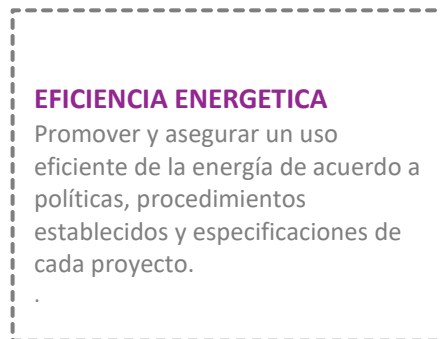 EFICIENCIA ENERGETICA
Promover y asegurar un uso
eficiente de la energía de acuerdo a
políticas, procedimientos
establecidos y especificaciones de
cada proyecto.
.